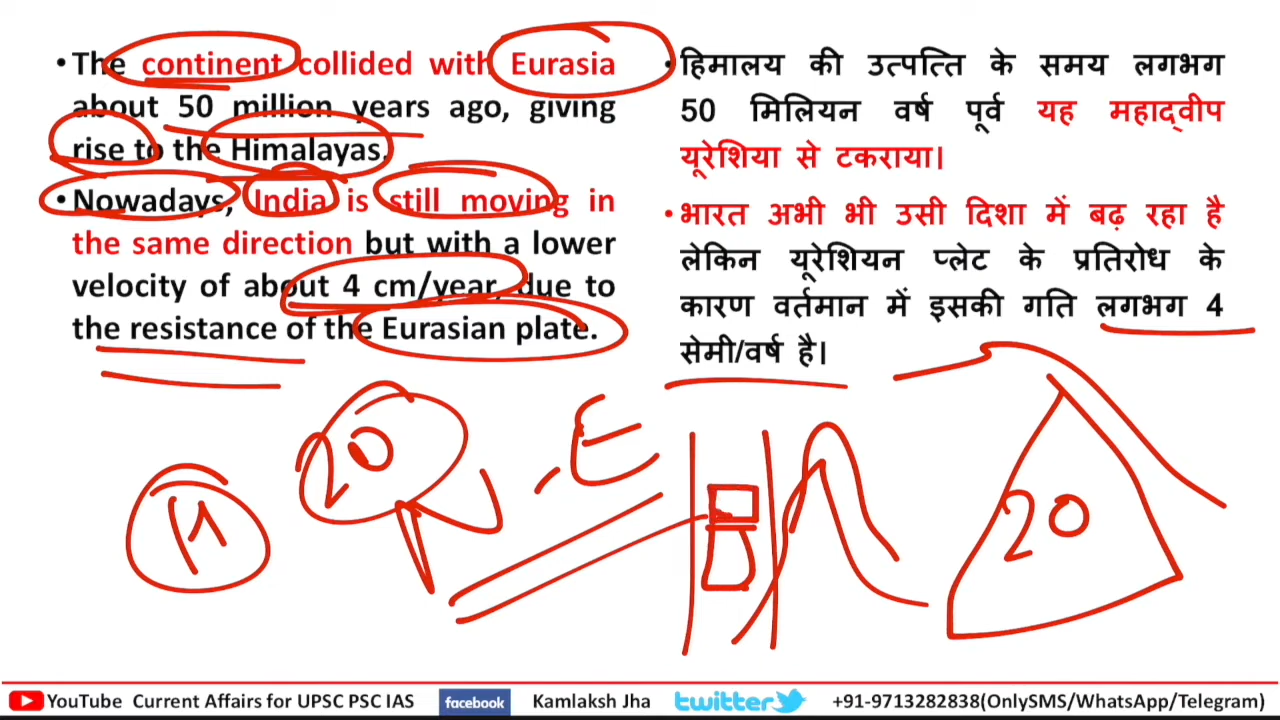 •The continent collided with Eurasia
about 50 million years ago, giving
rise to the Himalayas.
•Nowadays, India is still moving in
the same direction but with a lower
velocity of about 4 cm/year, due to
the resistance of the Eurasian plate.
•हिमालय की उत्पत्ति के समय लगभग
50 मिलियन वर्ष पूर्व यह महाद्वीप
यूरेशिया से टकराया।
•भारत अभी भी उसी दिशा में बढ़ रहा है
लेकिन यूरेशियन प्लेट के प्रतिरोध के
कारण वर्तमान में इसकी गति लगभग 4
सेमी/वर्ष है।
20
E
20
YouTube Current Affairs for UPSC PSC IAS facebook Kamlaksh Jha twitter +91-9713282838(OnlySMS/WhatsApp/Telegram)